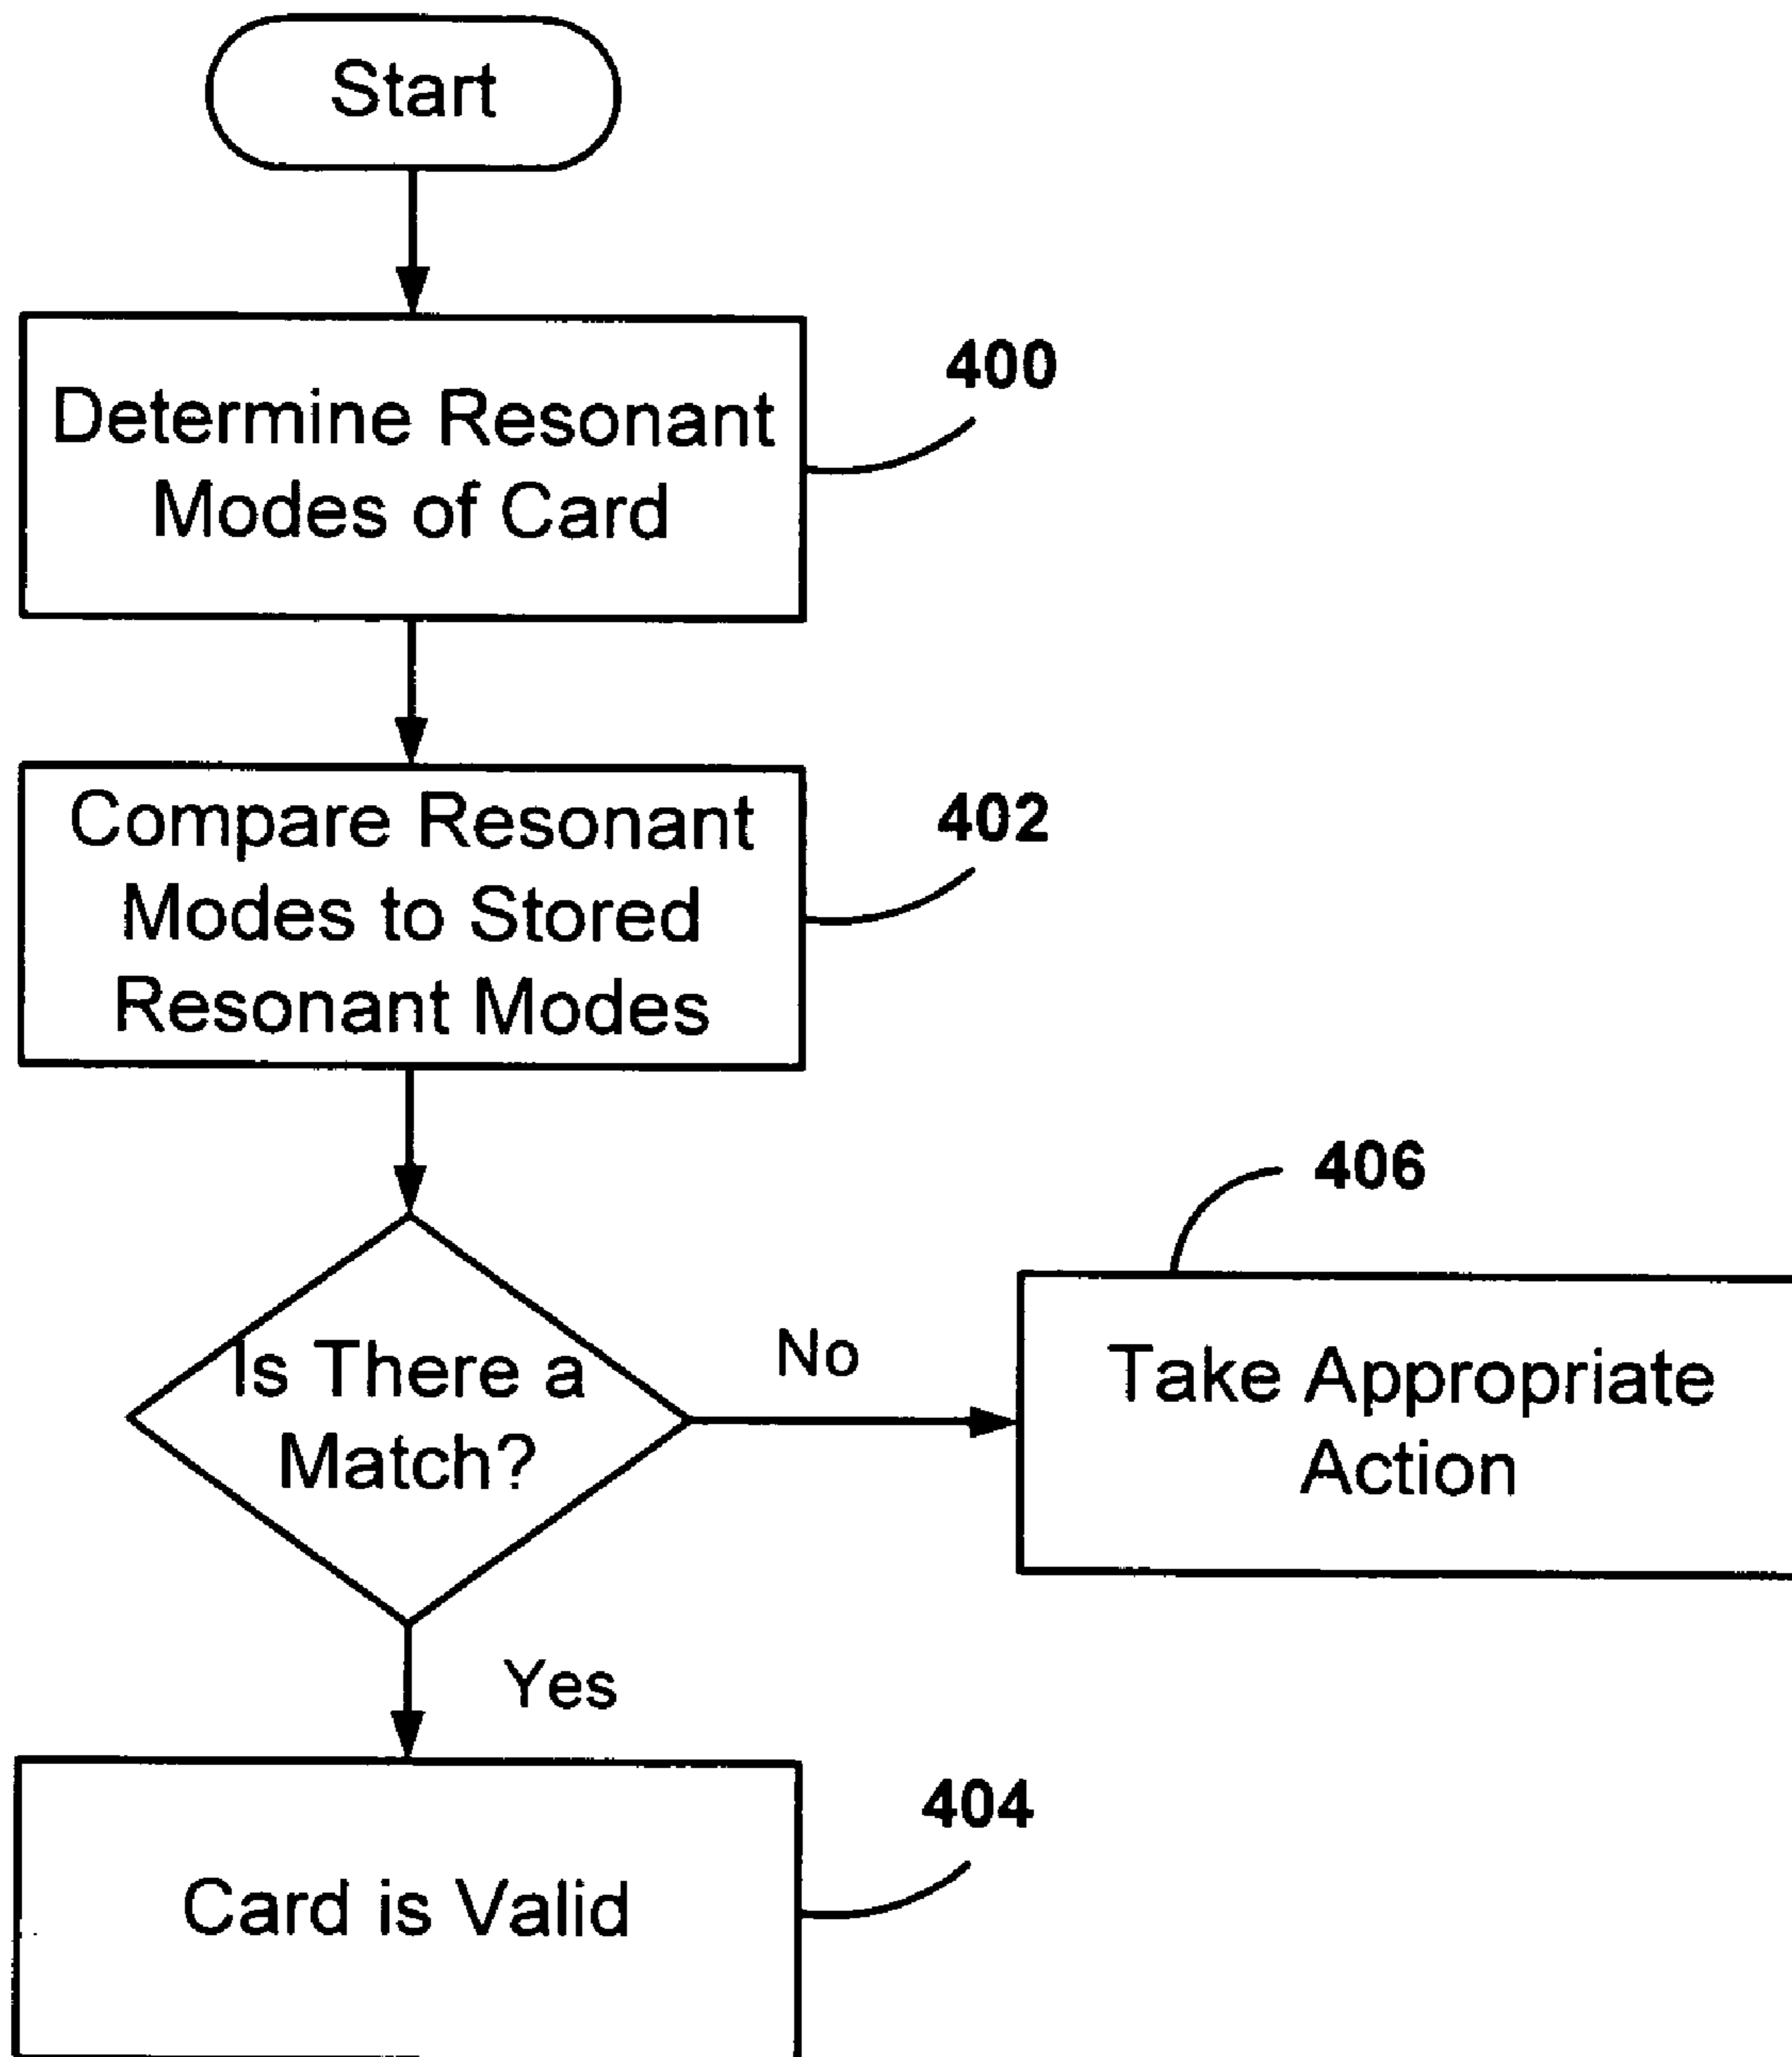 Start
Determine Resonant
Modes of Card
400
Compare Resonant
Modes to Stored
Resonant Modes
402
Is There a
Match?
No
406
Take Appropriate
Action
Yes
Card is Valid
404